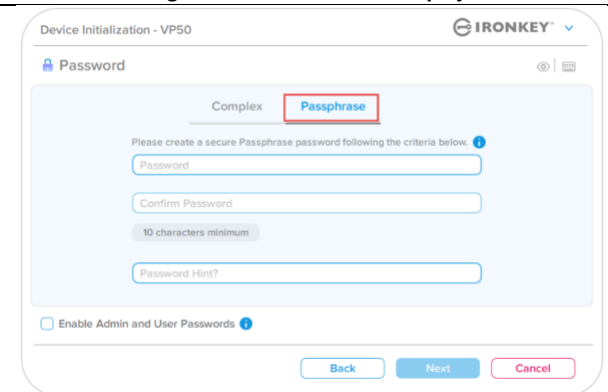 Device Initialization - VP50
IRONKEY
Password
Complex
Passphrase
Please create a secure Passphrase password following the criteria below.
Password
Confirm Password
10 characters minimum
Password Hint?
Enable Admin and User Passwords
Back
Next
Cancel